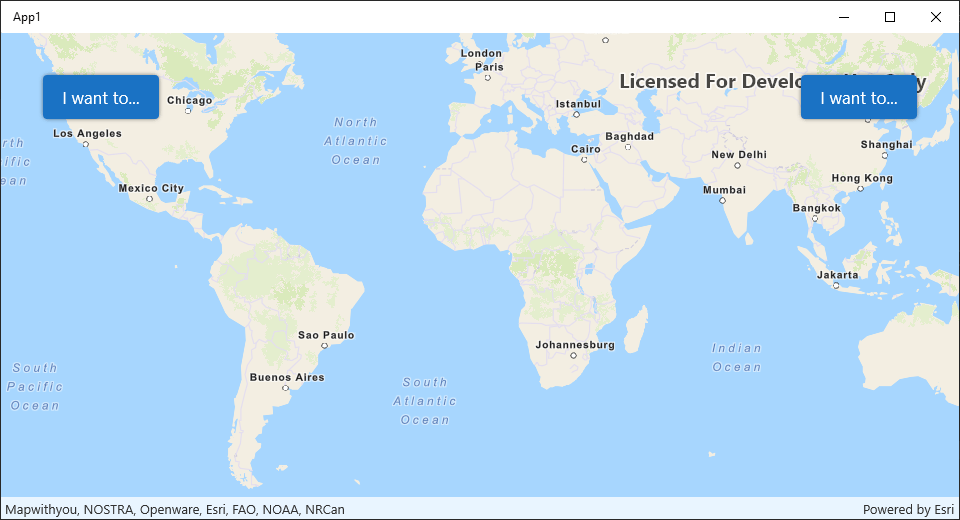 App1
London
Paris
Licensed For Develo Use Only
I want to...
I want to...
Chicago
Istanbul
North
Atlantic
Ocean
Los Angeles
Baghdad
Cairo
Shanghai
New Delhi
Hong Kong
Mexico City
Mumbai
Bangkok
Jakarta
Sao Paulo
Johannesburg
Indian
Ocean
South
Pacific
Ocean
Buenos Aires
South
Atlantic
Ocean
Mapwithyou, NOSTRA, Openware, Esri, FAO, NOAA, NRCan
Powered by Esri